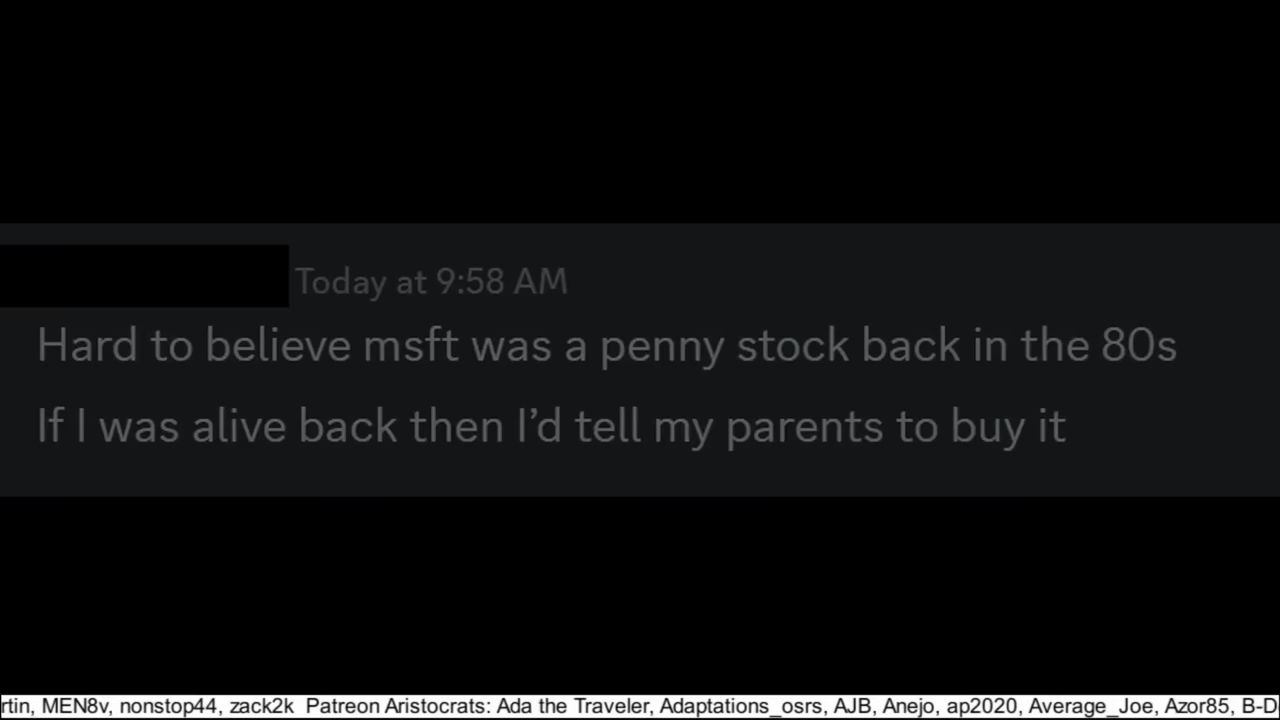 Today at 9:58 AM
Hard to believe msft was a penny stock back in the 80s
If I was alive back then I’d tell my parents to buy it
rtin, MEN8v, nonstop44, zack2k  Patreon Aristocrats: Ada the Traveler, Adaptations_osrs, AJB, Anejo, ap2020, Average_Joe, Azor85, B-D